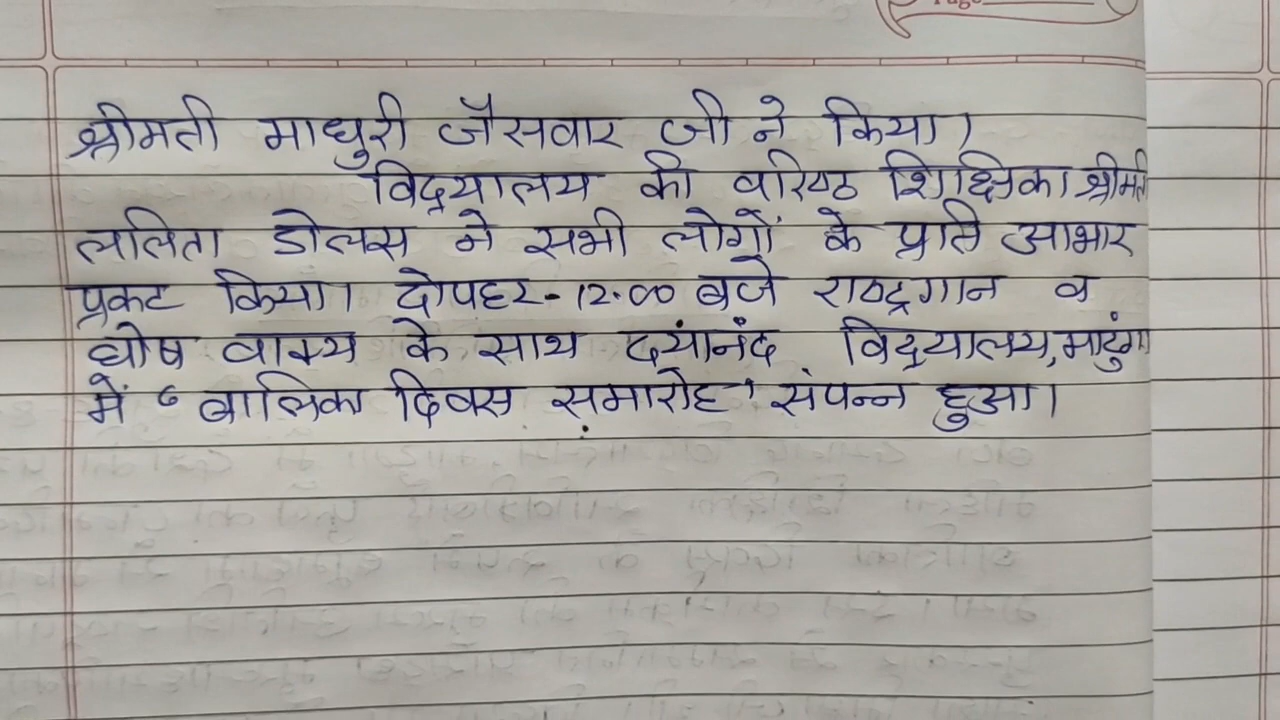 श्रीमती माधुरी जैसवार जी ने किया।
विद्यालय की वरिष्ठ शिक्षिका श्रीमती
ललिता डोलस ने सभी लोगों के प्रति आभार
प्रकट किया। दोपहर-12.00 बजे राष्ट्रगान व
घोष वाक्य के साथ दयांनंद विद्यालय,माटुंगा
में ' बालिका दिवस समारोह ' संपन्न हुआ।